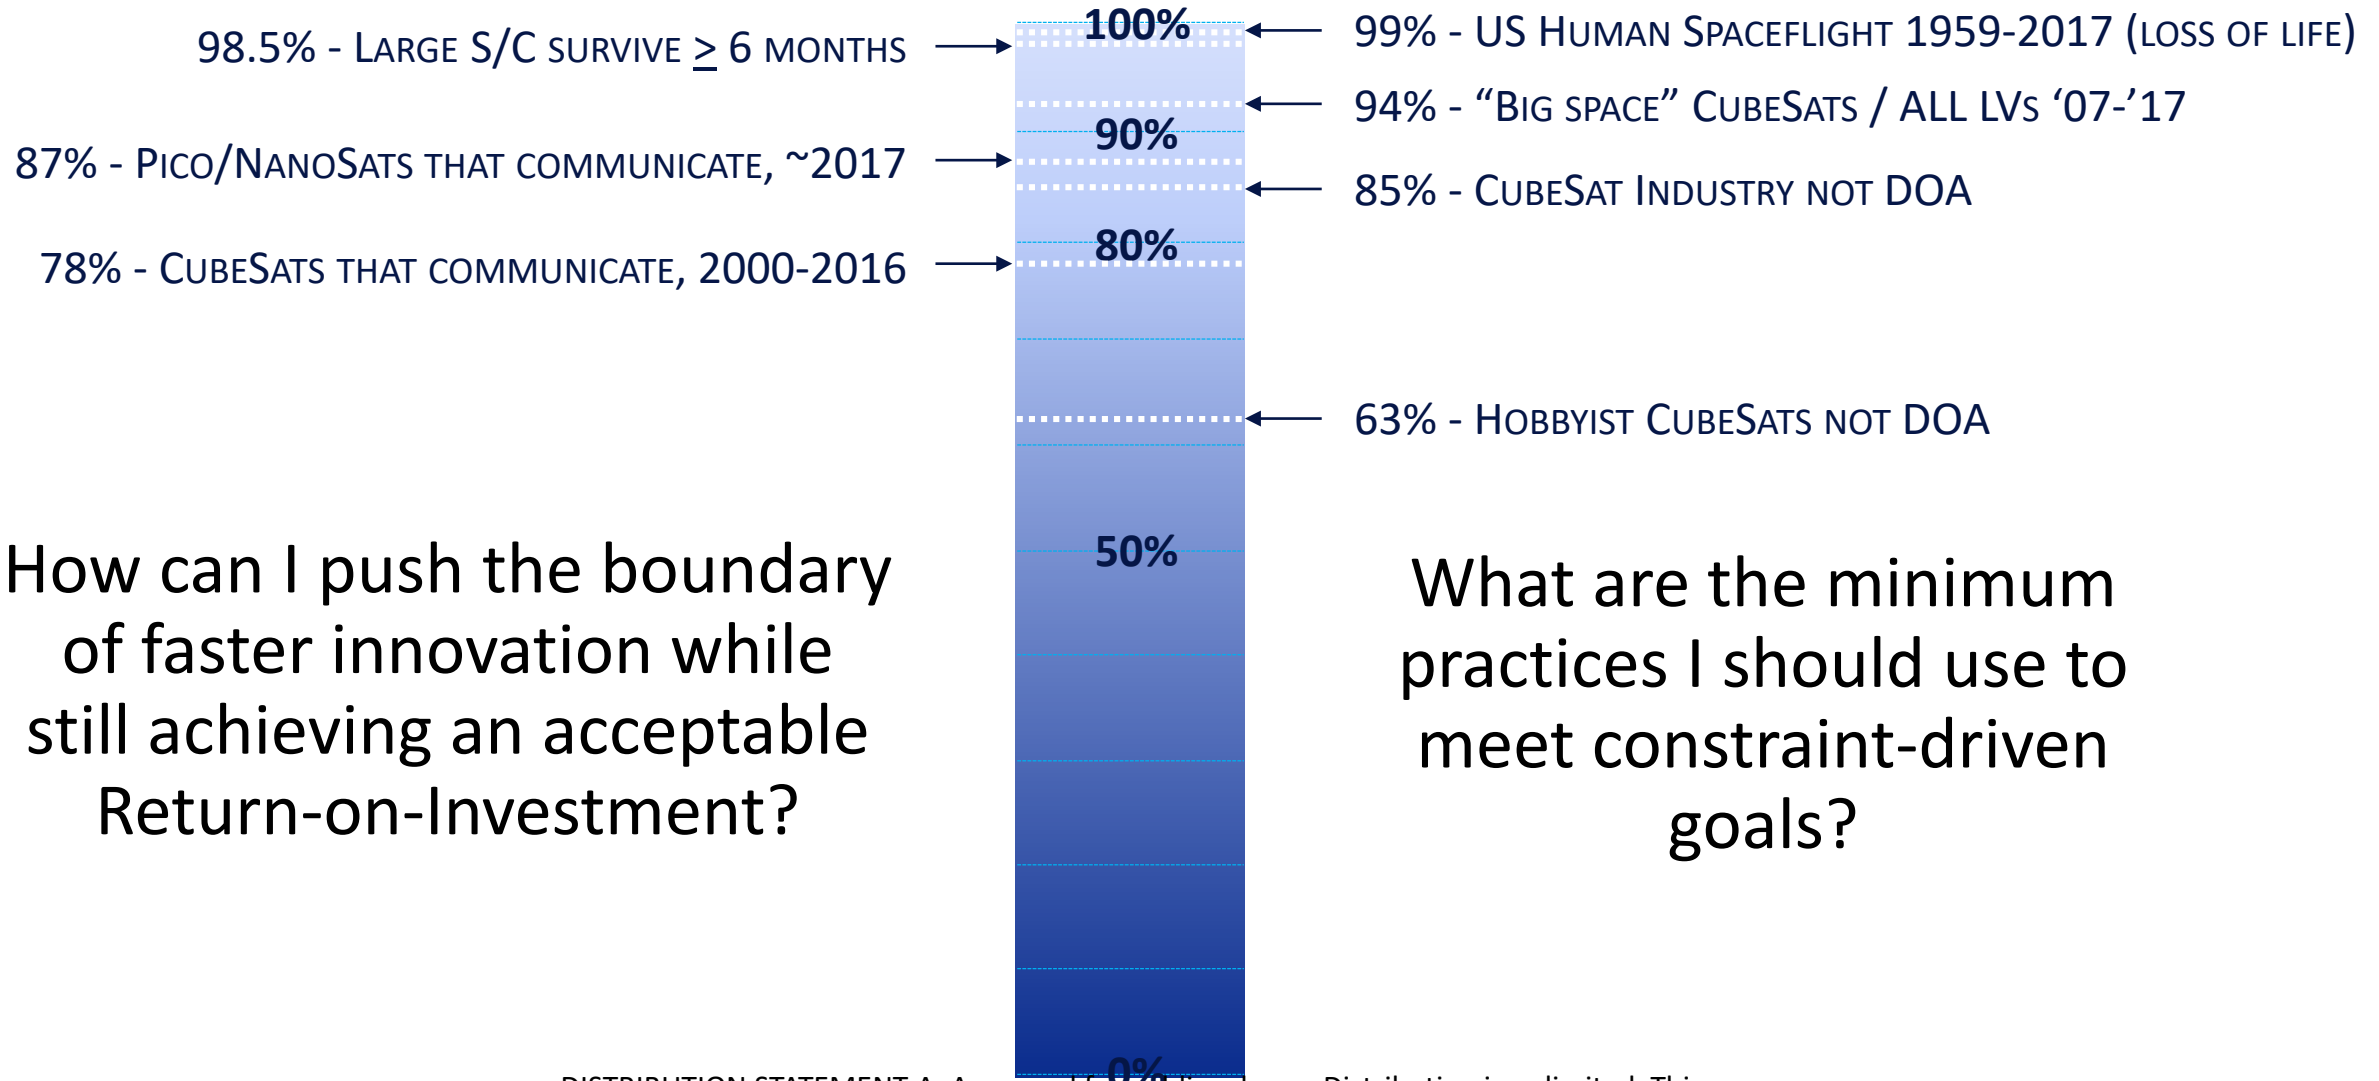 98.5% - Large S/C survive ≥ 6 months
87% - Pico/NanoSats that communicate, ~2017
78% - CubeSats that communicate, 2000-2016
How can I push the boundary
of faster innovation while
still achieving an acceptable
Return-on-Investment?
100%
90%
80%
50%
0%
99% - US Human Spaceflight 1959-2017 (loss of life)
94% - “Big space” CubeSats / ALL LVs ‘07-’17
85% - CubeSat Industry not DOA
63% - Hobbyist CubeSats not DOA
What are the minimum
practices I should use to
meet constraint-driven
goals?
DISTRIBUTION STATEMENT A: Distribution is unlimited. This